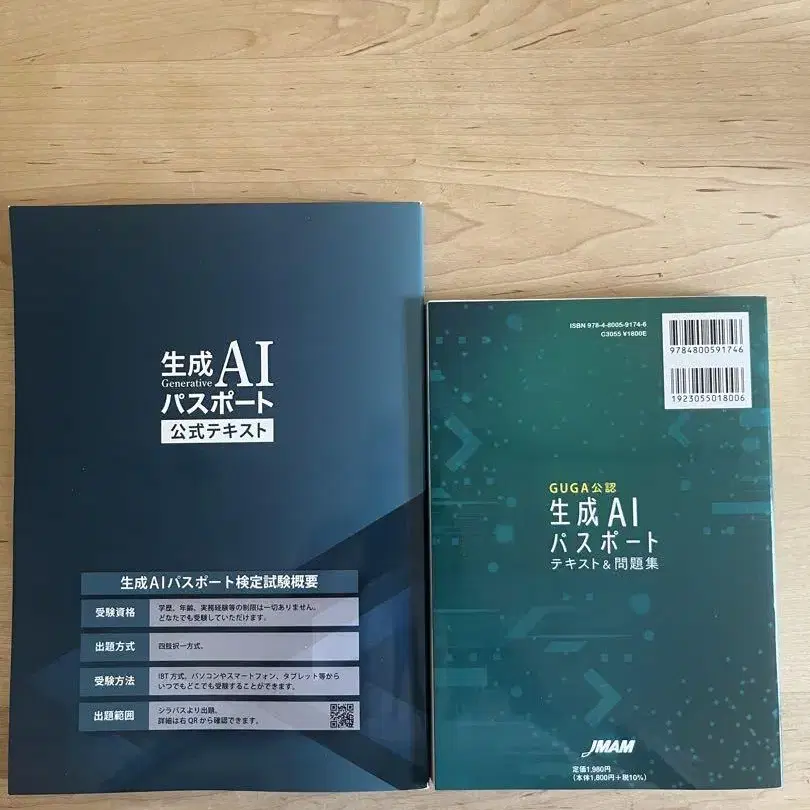 生成AI
Generative
パスポート
公式テキスト
生成AIパスポート検定試験概要
受験資格
学歴、年齢、実務経験等の制限は一切ありません。
どなたでも受験していただけます。
出題方式
四肢択一方式。
受験方法
IBT方式。パソコンやスマートフォン、タブレット等から
いつでもどこでも受験することができます。
出題範囲
シラバスより出題。
詳細は右QRから確認できます。
ISBN 978-4-8005-9174-6
C3055 ¥1800E
9784800591746
1923055018006
GUGA公認
生成AI
パスポート
テキスト&問題集
JMAM
定価1,980円
(本体1,800円+税10%)